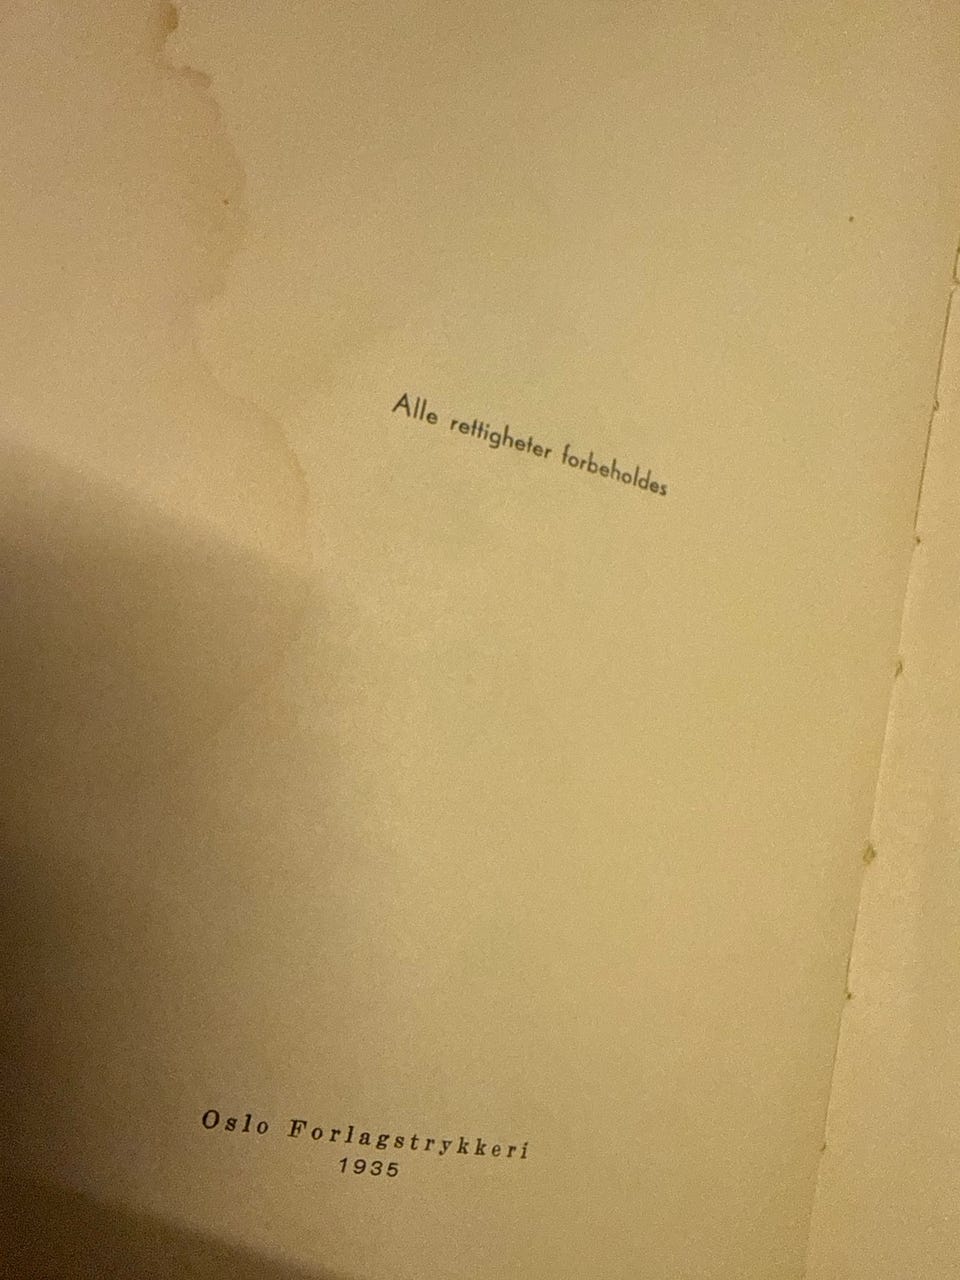 Alle rettigheter forbeholdes
Oslo Forlagstrykkeri
1935